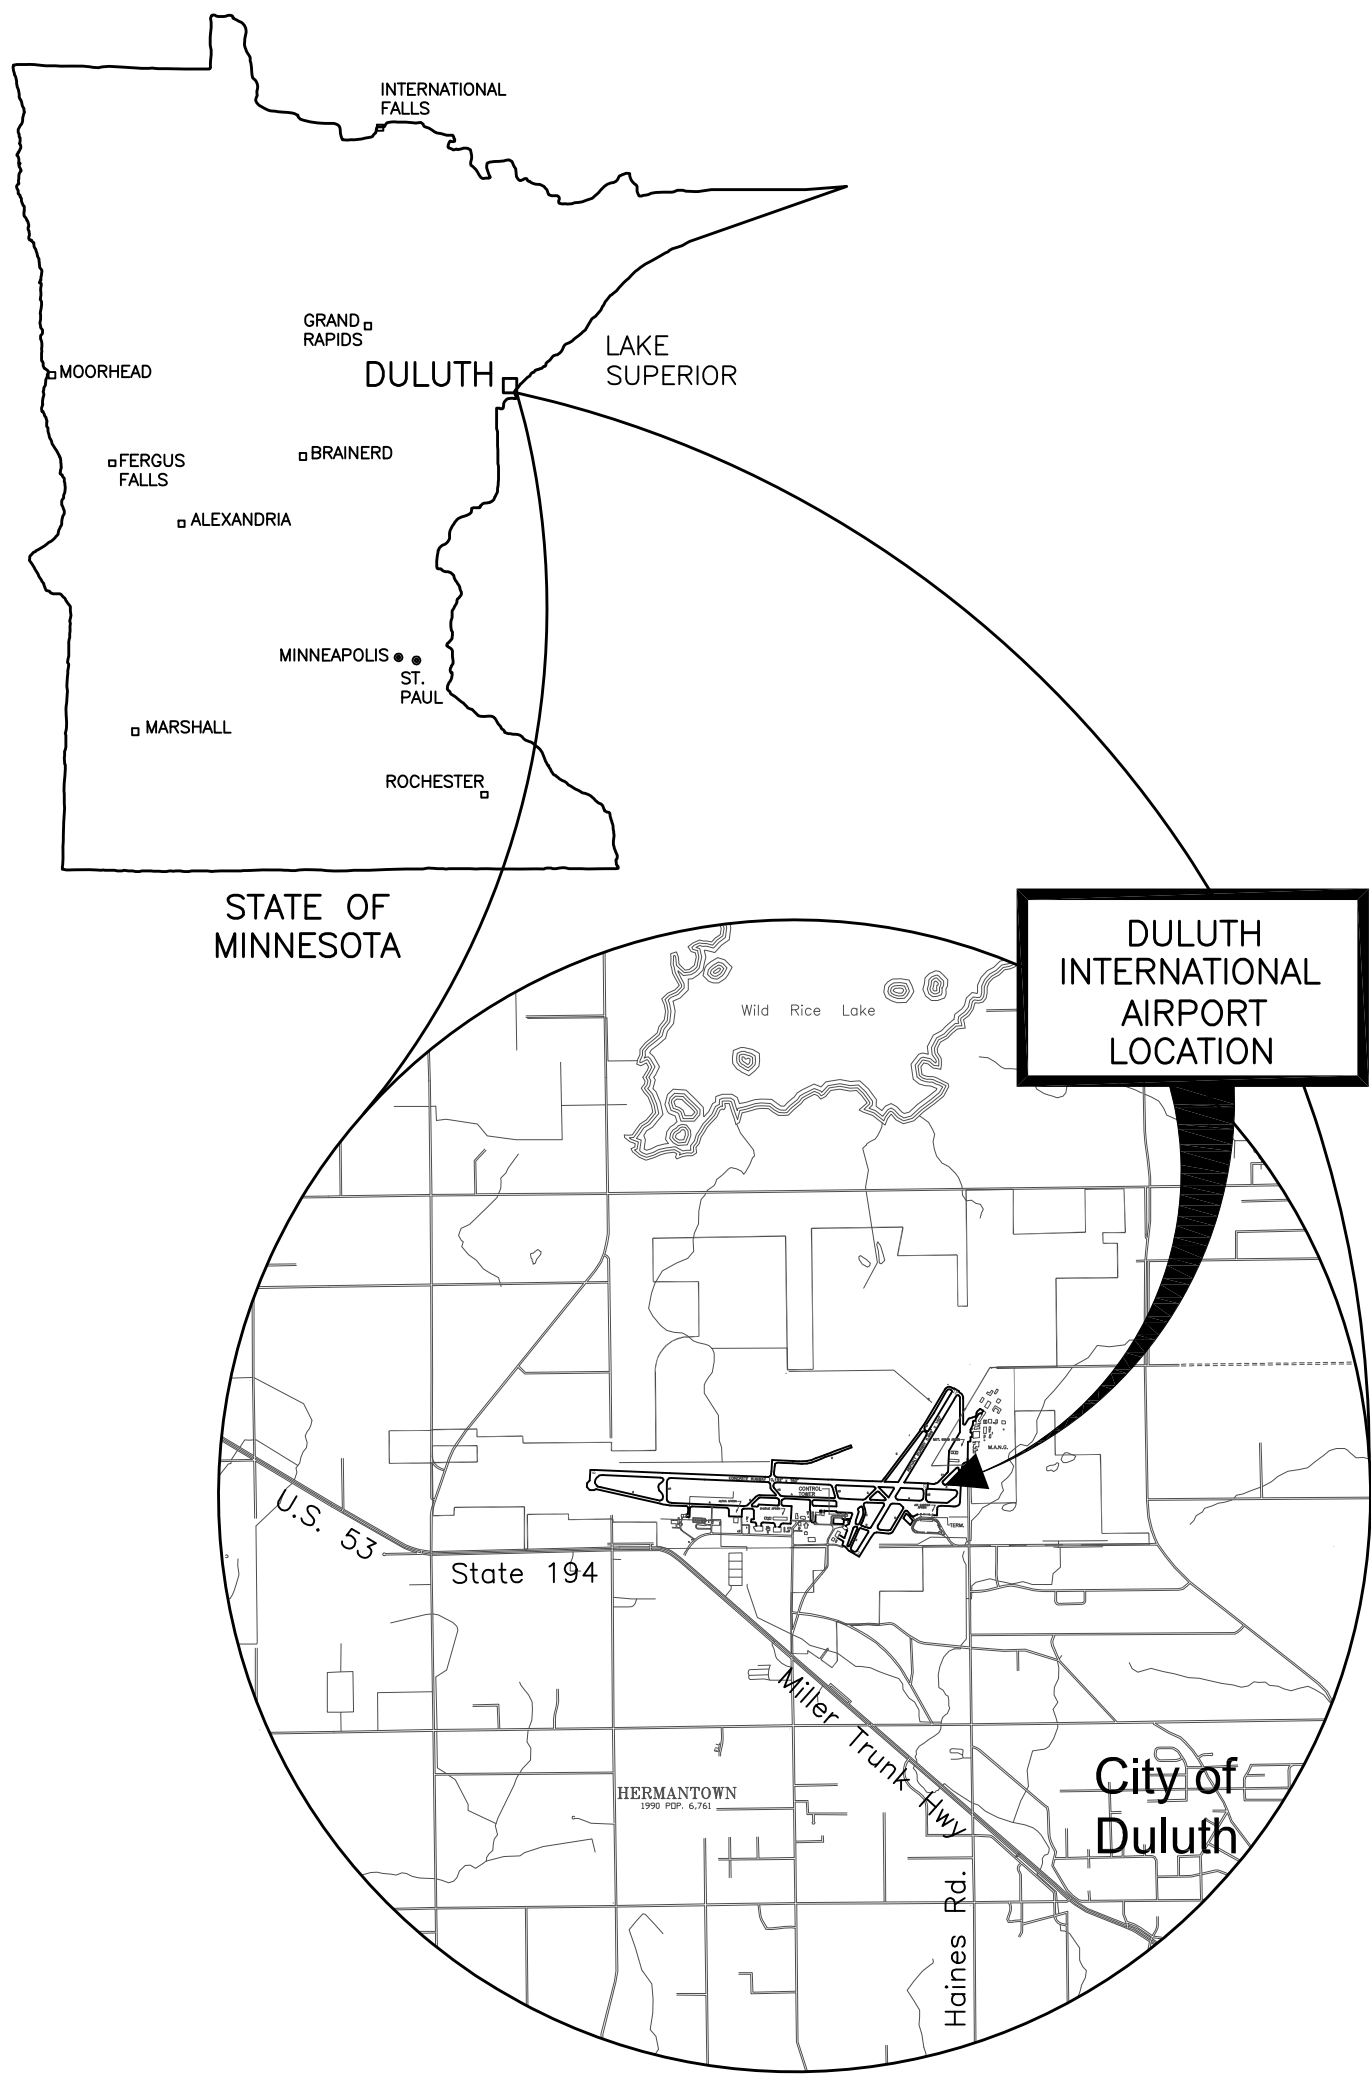 INTERNATIONAL
FALLS
GRAND
RAPIDS
LAKE
SUPERIOR
DULUTH
MOORHEAD
BRAINERD
FERGUS
FALLS
ALEXANDRIA
MINNEAPOLIS
ST.
PAUL
MARSHALL
ROCHESTER
STATE OF
MINNESOTA
DULUTH
INTERNATIONAL
AIRPORT
LOCATION
Wild Rice Lake
M.A.N.G.
CONTROL
TOWER
TERM.
U.S. 53
State 194
Miller Trunk Hwy
HERMANTOWN
1990 POP. 6,761
City of
Duluth
Haines Rd.